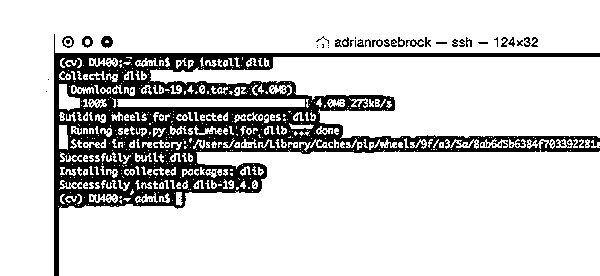 adrianrosebrock — ssh — 124×32
(cv) DU400:~ admin$ pip install dlib
Collecting dlib
Downloading dlib-19.4.0.tar.gz (4.0MB)
100% | | 4.0MB 273kB/s
Building wheels for collected packages: dlib
Running setup.py bdist_wheel for dlib ... done
Stored in directory: /Users/admin/Library/Caches/pip/wheels/9f/a3/5a/
Successfully built dlib
Installing collected packages: dlib
Successfully installed dlib-19.4.0
(cv) DU400:~ admin$